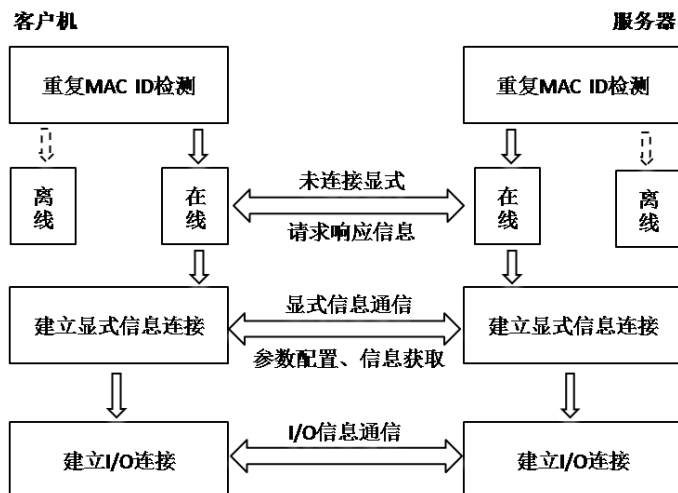 客户机
服务器
重复MAC ID检测
重复MAC ID检测
离线
在线
未连接显式
请求响应信息
在线
离线
建立显式信息连接
显式信息通信
参数配置、信息获取
建立显式信息连接
建立I/O连接
I/O信息通信
建立I/O连接